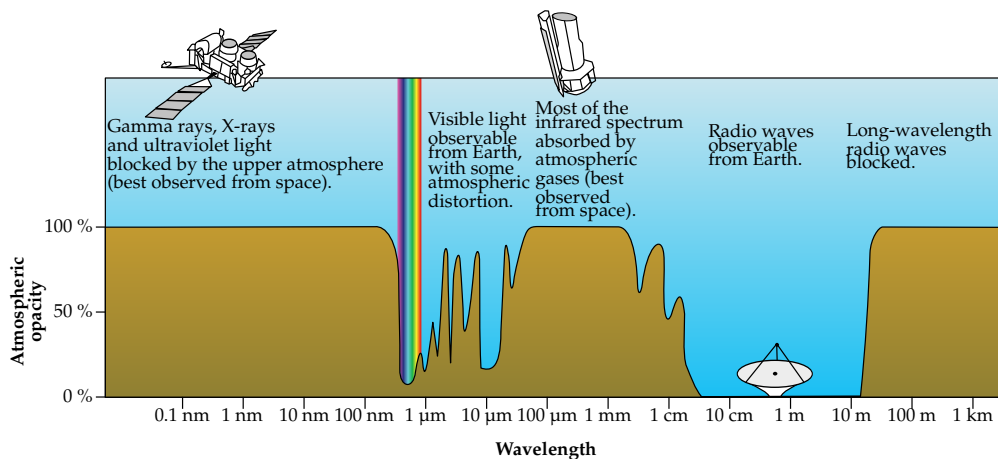 Gamma rays, X-rays
and ultraviolet light
blocked by the upper atmosphere
(best observed from space).
Visible light
observable
from Earth,
with some
atmospheric
distortion.
Most of the
infrared spectrum
absorbed by
atmospheric
gases (best
observed
from space).
Radio waves
observable
from Earth.
Long-wavelength
radio waves
blocked.
Atmospheric
opacity
100 %
50 %
0 %
0.1 nm 1 nm 10 nm 100 nm 1 µm 10 µm 100 µm 1 mm 1 cm 10 cm 1 m 10 m 100 m 1 km
Wavelength